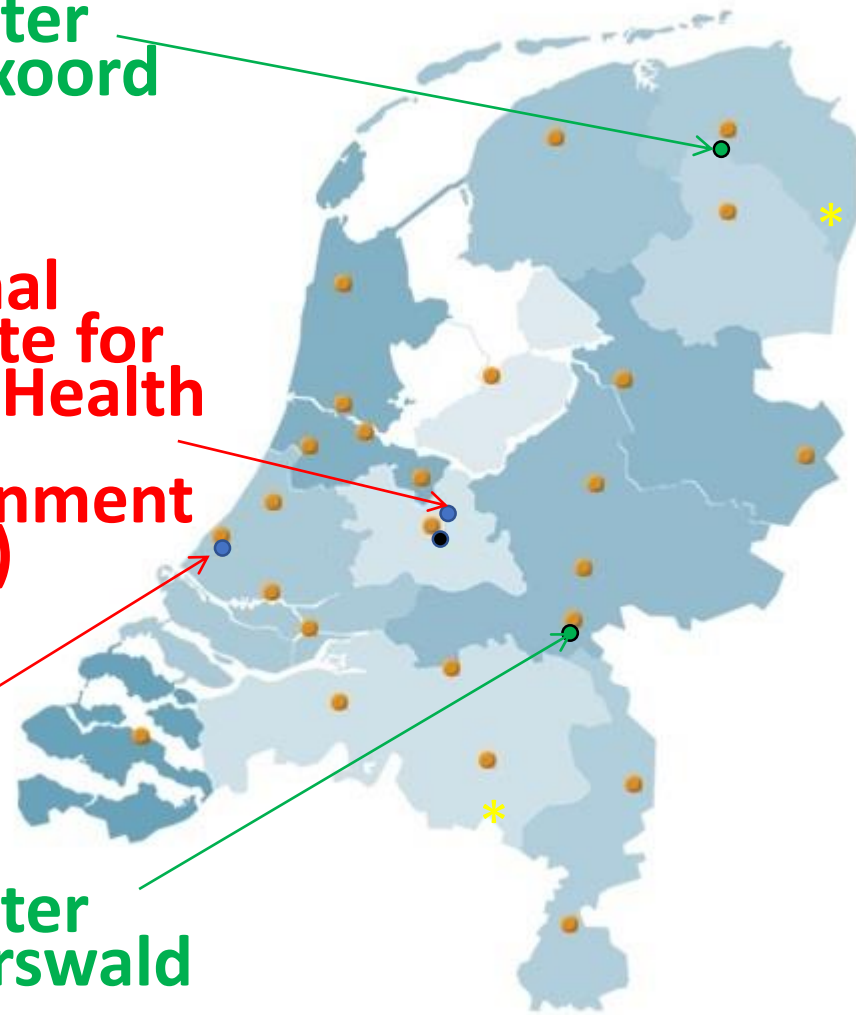 ter
xoord
nal
te for
Health
nment
)
ter
rswald
*
*